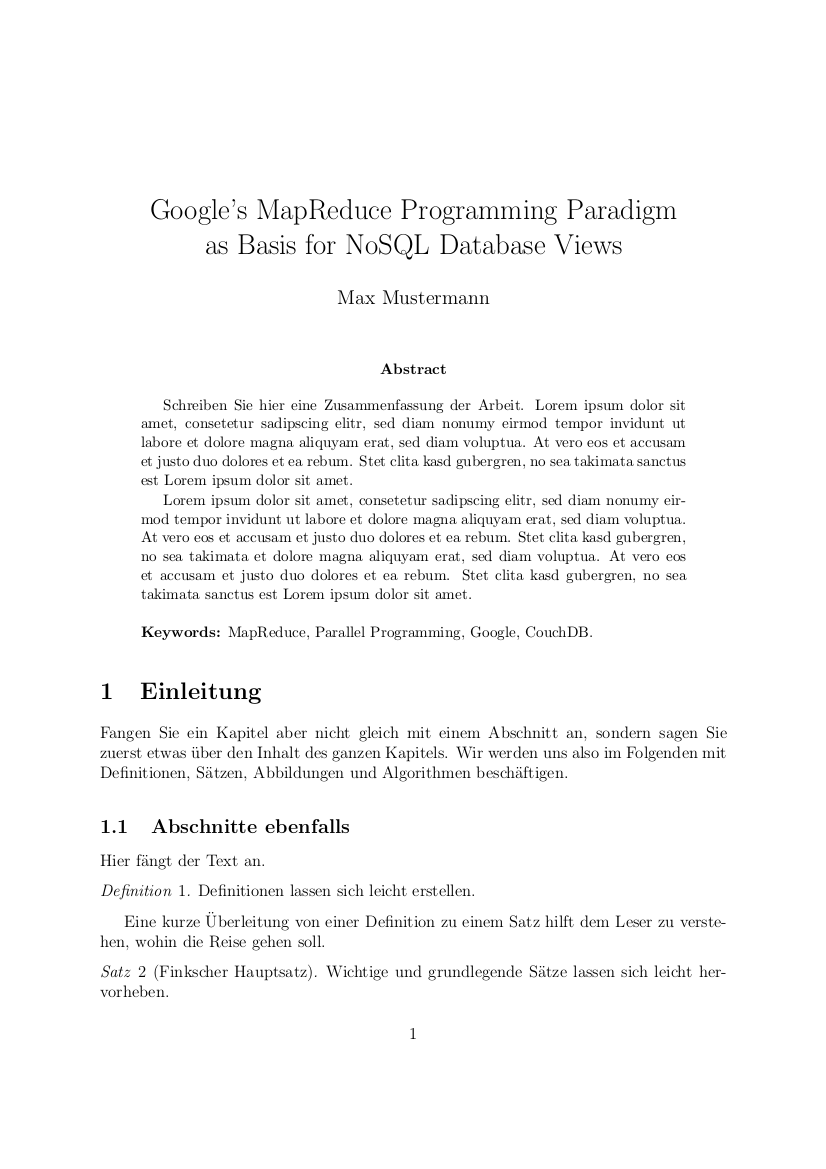 Google's MapReduce Programming Paradigm
as Basis for NoSQL Database Views
Max Mustermann
Abstract
Schreiben Sie hier eine Zusammenfassung der Arbeit. Lorem ipsum dolor sit
amet, consetetur sadipscing elitr, sed diam nonumy eirmod tempor invidunt ut
labore et dolore magna aliquyam erat, sed diam voluptua. At vero eos et accusam
et justo duo dolores et ea rebum. Stet clita kasd gubergren, no sea takimata sanctus
est Lorem ipsum dolor sit amet.
Lorem ipsum dolor sit amet, consetetur sadipscing elitr, sed diam nonumy eir-
mod tempor invidunt ut labore et dolore magna aliquyam erat, sed diam voluptua.
At vero eos et accusam et justo duo dolores et ea rebum. Stet clita kasd gubergren,
no sea takimata et dolore magna aliquyam erat, sed diam voluptua. At vero eos
et accusam et justo duo dolores et ea rebum. Stet clita kasd gubergren, no sea
takimata sanctus est Lorem ipsum dolor sit amet.
Keywords: MapReduce, Parallel Programming, Google, CouchDB.
1 Einleitung
Fangen Sie ein Kapitel aber nicht gleich mit einem Abschnitt an, sondern sagen Sie
zuerst etwas über den Inhalt des ganzen Kapitels. Wir werden uns also im Folgenden mit
Definitionen, Sätzen, Abbildungen und Algorithmen beschäftigen.
1.1 Abschnitte ebenfalls
Hier fängt der Text an.
Definition 1. Definitionen lassen sich leicht erstellen.
Eine kurze Überleitung von einer Definition zu einem Satz hilft dem Leser zu verste-
hen, wohin die Reise gehen soll.
Satz 2 (Finkscher Hauptsatz). Wichtige und grundlegende Sätze lassen sich leicht her-
vorheben.
1